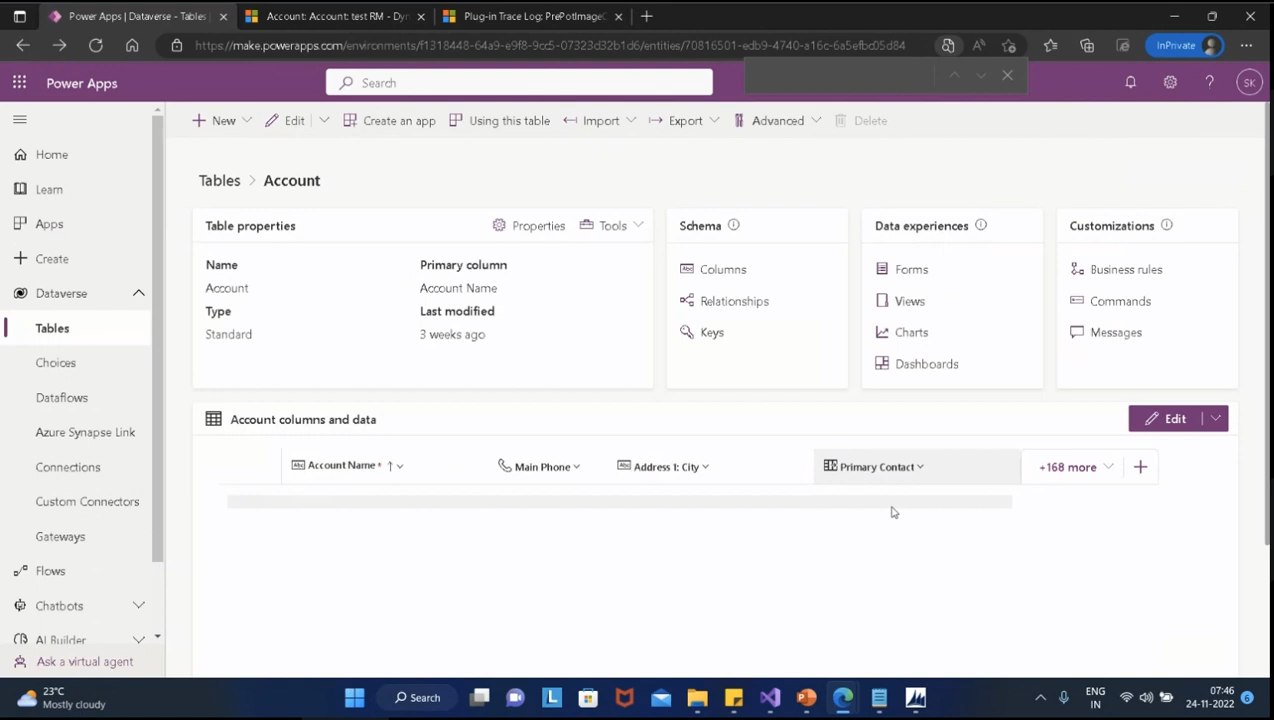 Power Apps | Dataverse - Tables
Account: Account: test RM - Dyn
Plug-in Trace Log: PrePotImageC
https://make.powerapps.com/environments/f1318448-64a9-e9f8-9cc5-07323d32b1d6/entities/70816501-edb9-4740-a16c-6a5efbc05d84
InPrivate
Power Apps
Search
SK
New
Edit
Create an app
Using this table
Import
Export
Advanced
Delete
Home
Learn
Apps
Create
Dataverse
Tables
Choices
Dataflows
Azure Synapse Link
Connections
Custom Connectors
Gateways
Flows
Chatbots
AI Builder
Ask a virtual agent
Tables > Account
Table properties
Properties
Tools
Name
Account
Type
Standard
Primary column
Account Name
Last modified
3 weeks ago
Schema
Columns
Relationships
Keys
Data experiences
Forms
Views
Charts
Dashboards
Customizations
Business rules
Commands
Messages
Account columns and data
Edit
Account Name *
Main Phone
Address 1: City
Primary Contact
+168 more
23°C
Mostly cloudy
Search
ENG
IN
07:46
24-11-2022
6